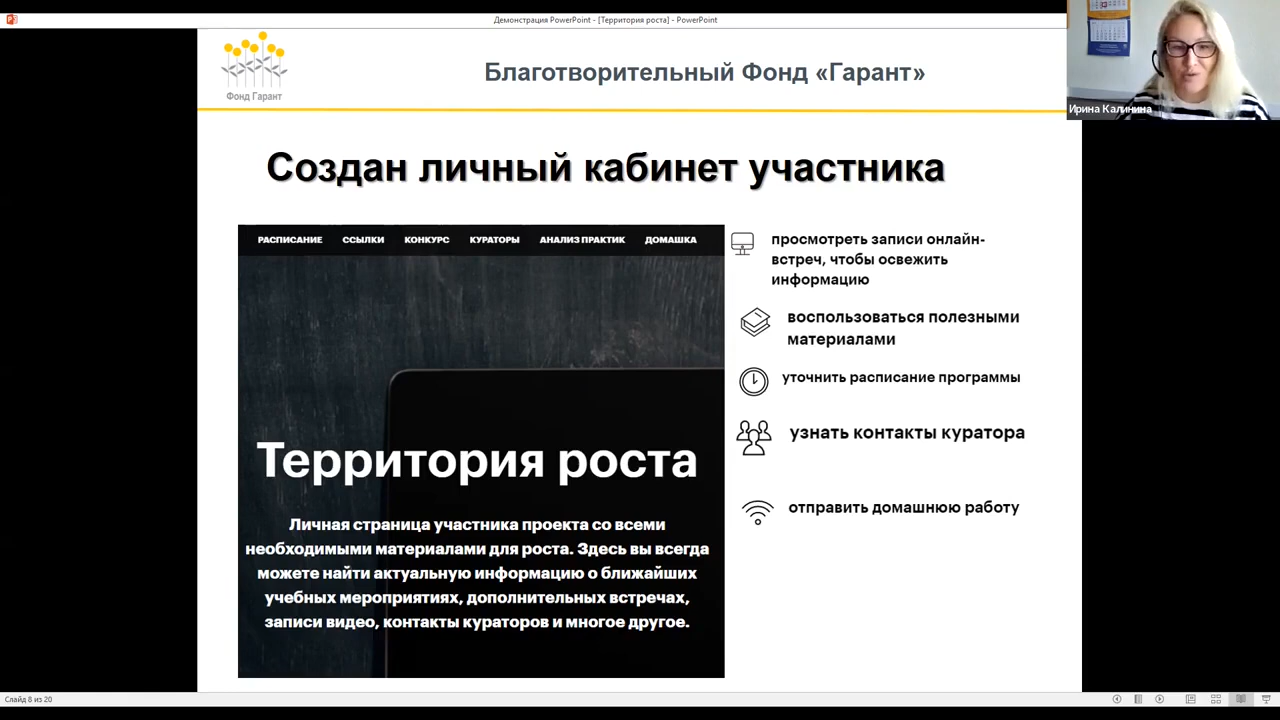 Демонстрация PowerPoint - [Территория роста] - PowerPoint
Фонд Гарант
Благотворительный Фонд «Гарант»
Ирина Калинина
Создан личный кабинет участника
РАСПИСАНИЕ ССЫЛКИ КОНКУРС КУРАТОРЫ АНАЛИЗ ПРАКТИК ДОМАШКА
Территория роста
Личная страница участника проекта со всеми
необходимыми материалами для роста. Здесь вы всегда
можете найти актуальную информацию о ближайших
учебных мероприятиях, дополнительных встречах,
записи видео, контакты кураторов и многое другое.
просмотреть записи онлайн-
встреч, чтобы освежить
информацию
воспользоваться полезными
материалами
уточнить расписание программы
узнать контакты куратора
отправить домашнюю работу
Слайд 8 из 20